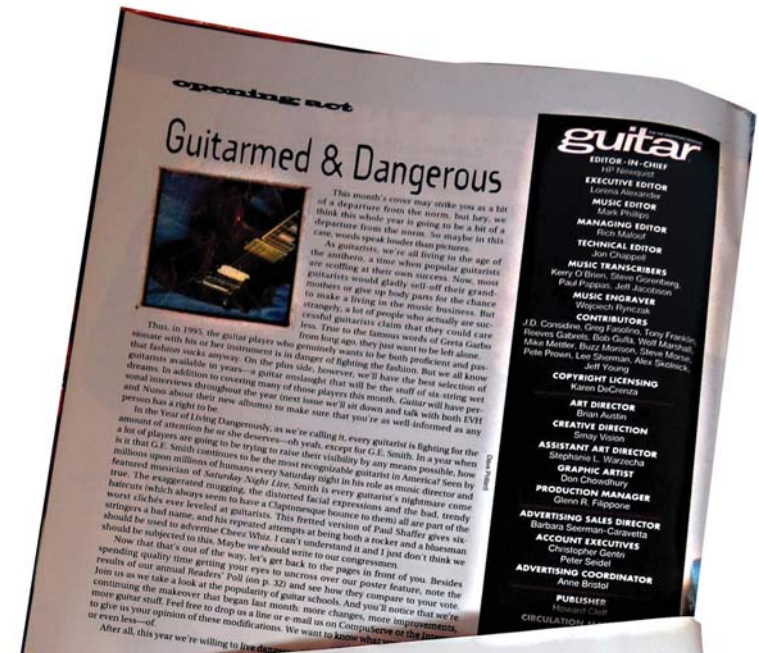 opening act
Guitarmed & Dangerous
This month's cover may strike you as a bit
of a departure from the norm, but hey, we
think this whole year is going to be a bit of a
departure from the norm. So maybe in this
case, words speak louder than pictures.
As guitarists, we're all living in the age of
the antihero, a time when popular guitarists
are scoffing at their own success. Now, most
guitarists would gladly sell-off their grand-
mothers or give up body parts for the chance
to make a living in the music business. But
strangely, a lot of people who actually are suc-
cessful guitarists claim that they could care
less. True to the famous words of Greta Garbo
from long ago, they just want to be left alone.
Thus, in 1995, the guitar player who genuinely wants to be both proficient and pas-
sionate with his or her instrument is in danger of fighting the fashion. But we all know
that fashion sucks anyway. On the plus side, however, we'll have the best selection of
guitarists available in years—a guitar onslaught that will be the stuff of six-string wet
dreams. In addition to covering many of those players this month, Guitar will have per-
sonal interviews throughout the year (next issue we'll sit down and talk with both EVH
and Nuno about their new albums) to make sure that you're as well-informed as any
person has a right to be.
In the Year of Living Dangerously, as we're calling it, every guitarist is fighting for the
amount of attention he or she deserves—oh yeah, except for G.E. Smith. In a year when
a lot of players are going to be trying to raise their visibility by any means possible, how
is it that G.E. Smith continues to be the most recognizable guitarist in America? Seen by
millions upon millions of humans every Saturday night in his role as music director and
featured musician of Saturday Night Live, Smith is every guitarist's nightmare come
true. The exaggerated mugging, the distorted facial expressions and the bad, trendy
haircuts (which always seem to have a Claptonesque bouquet to them) all are part of the
worst clichés ever leveled at guitarists. This fretted version of Paul Shaffer gives six-
stringers a bad name, and his repeated attempts at being both a rocker and a bluesman
should be used to advertise Cheez Whiz. I can't understand it and I just don't think we
should be subjected to this. Maybe we should write to our congressmen.
Now that that's out of the way, let's get back to the pages in front of you. Besides
spending quality time getting your eyes to uncross over our poster feature, note the
results of our annual Readers' Poll (on p. 32) and see how they compare to your vote.
Join us as we take a look at the popularity of guitar schools. And you'll notice that we're
continuing the makeover that began last month: more changes, more improvements,
more guitar stuff. Feel free to drop us a line or e-mail us on CompuServe or the
to give us your opinion of these modifications. We want to know what
or even less—of.
After all, this year we're willing to live
Dave Pollard
guitar
EDITOR-IN-CHIEF
HP Newquist
EXECUTIVE EDITOR
Lorena Alexander
MUSIC EDITOR
Mark Phillips
MANAGING EDITOR
Rich Maloof
TECHNICAL EDITOR
Jon Chappell
MUSIC TRANSCRIBERS
Kerry O'Brien, Steve Gorenberg,
Paul Pappas, Jeff Jacobson
MUSIC ENGRAVER
Wojciech Rynczak
CONTRIBUTORS
J.D. Considine, Greg Fasolino, Tony Franklin,
Reeves Gabrels, Bob Gulla, Wolf Marshall,
Mike Mettler, Buzz Morison, Steve Morse,
Pete Prown, Lee Sherman, Alex Skolnick,
Jeff Young
COPYRIGHT LICENSING
Karen DeCrenza
ART DIRECTOR
Brian Austin
CREATIVE DIRECTION
Smay Vision
ASSISTANT ART DIRECTOR
Stephanie L. Warzecha
GRAPHIC ARTIST
Don Chowdhury
PRODUCTION MANAGER
Glenn R. Filippone
ADVERTISING SALES DIRECTOR
Barbara Seerman-Caravetta
ACCOUNT EXECUTIVES
Christopher Gentri
Peter Seidel
ADVERTISING COORDINATOR
Anne Bristol
PUBLISHER
Howard Cleff
CIRCULATION